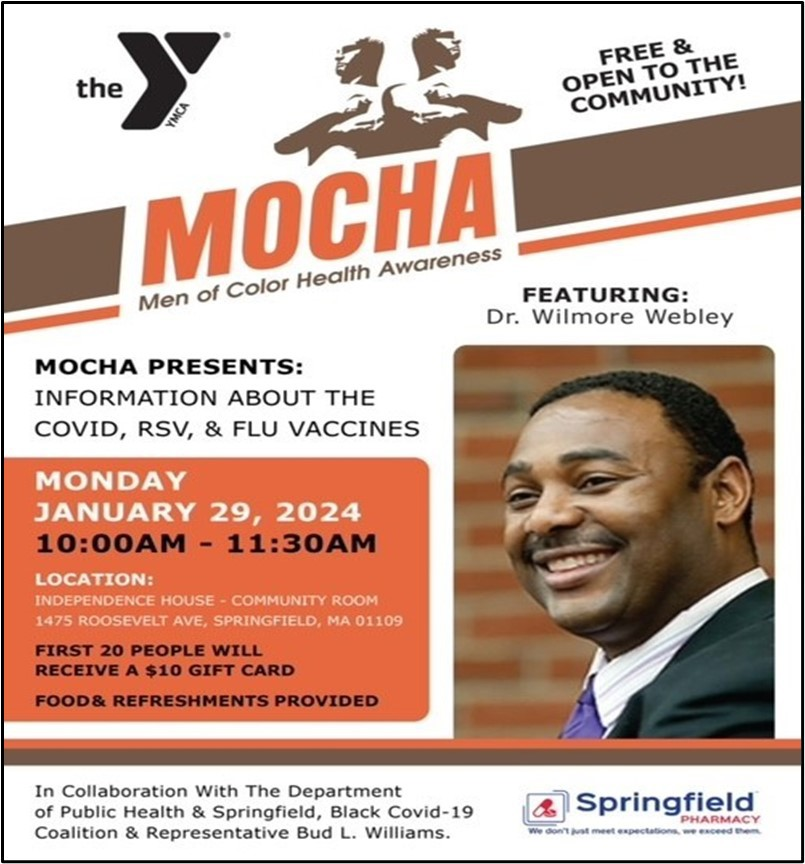 the
YMCA
FREE &
OPEN TO THE
COMMUNITY!
MOCHA
Men of Color Health Awareness
FEATURING:
Dr. Wilmore Webley
MOCHA PRESENTS:
INFORMATION ABOUT THE
COVID, RSV, & FLU VACCINES
MONDAY
JANUARY 29, 2024
10:00AM - 11:30AM
LOCATION:
INDEPENDENCE HOUSE - COMMUNITY ROOM
1475 ROOSEVELT AVE, SPRINGFIELD, MA 01109
FIRST 20 PEOPLE WILL
RECEIVE A $10 GIFT CARD
FOOD& REFRESHMENTS PROVIDED
In Collaboration With The Department
of Public Health & Springfield, Black Covid-19
Coalition & Representative Bud L. Williams.
Springfield
PHARMACY
We don't just meet expectations, we exceed them.